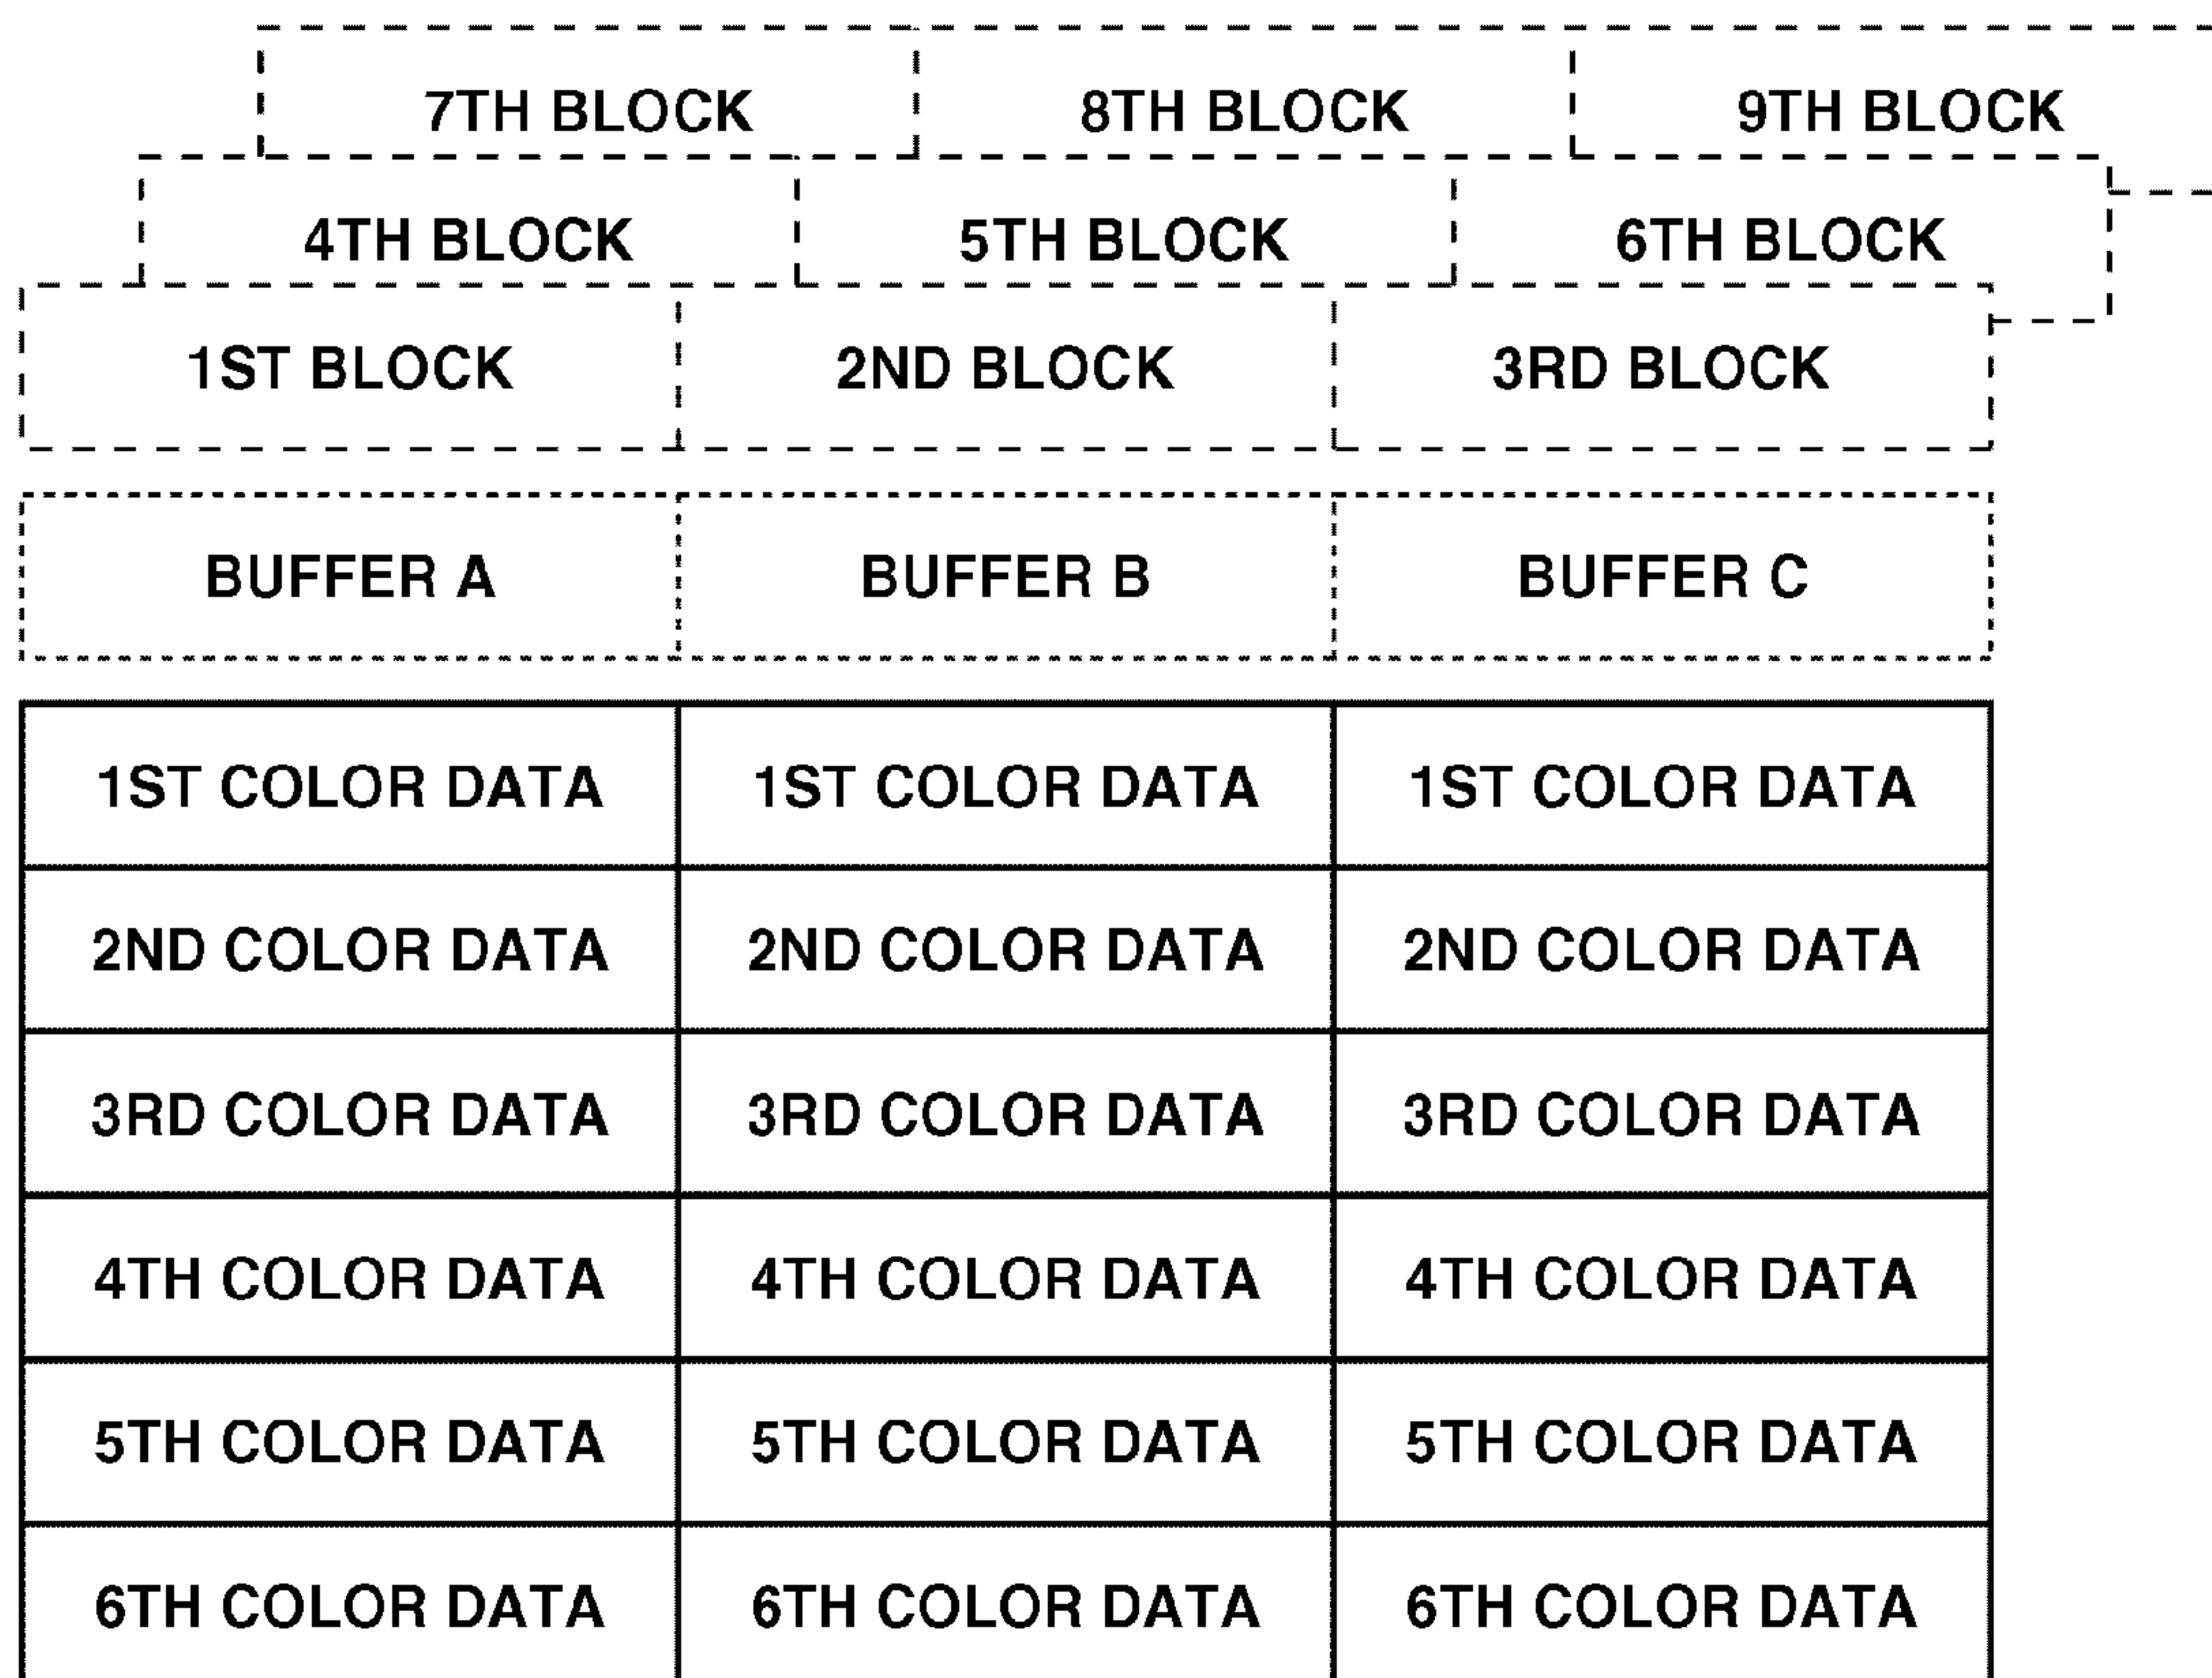 7TH BLOCK 8TH BLOCK 9TH BLOCK
4TH BLOCK 5TH BLOCK 6TH BLOCK
1ST BLOCK 2ND BLOCK 3RD BLOCK
BUFFER A BUFFER B BUFFER C
1ST COLOR DATA 1ST COLOR DATA 1ST COLOR DATA
2ND COLOR DATA 2ND COLOR DATA 2ND COLOR DATA
3RD COLOR DATA 3RD COLOR DATA 3RD COLOR DATA
4TH COLOR DATA 4TH COLOR DATA 4TH COLOR DATA
5TH COLOR DATA 5TH COLOR DATA 5TH COLOR DATA
6TH COLOR DATA 6TH COLOR DATA 6TH COLOR DATA